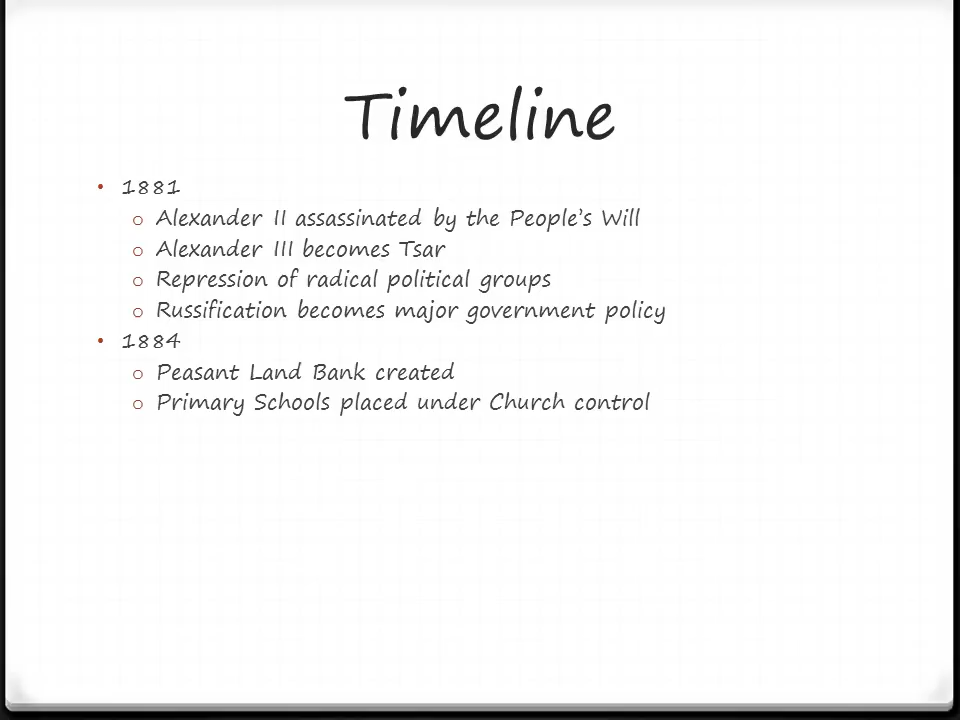 Timeline
• 1881
o Alexander II assassinated by the People’s Will
o Alexander III becomes Tsar
o Repression of radical political groups
o Russification becomes major government policy
• 1884
o Peasant Land Bank created
o Primary Schools placed under Church control